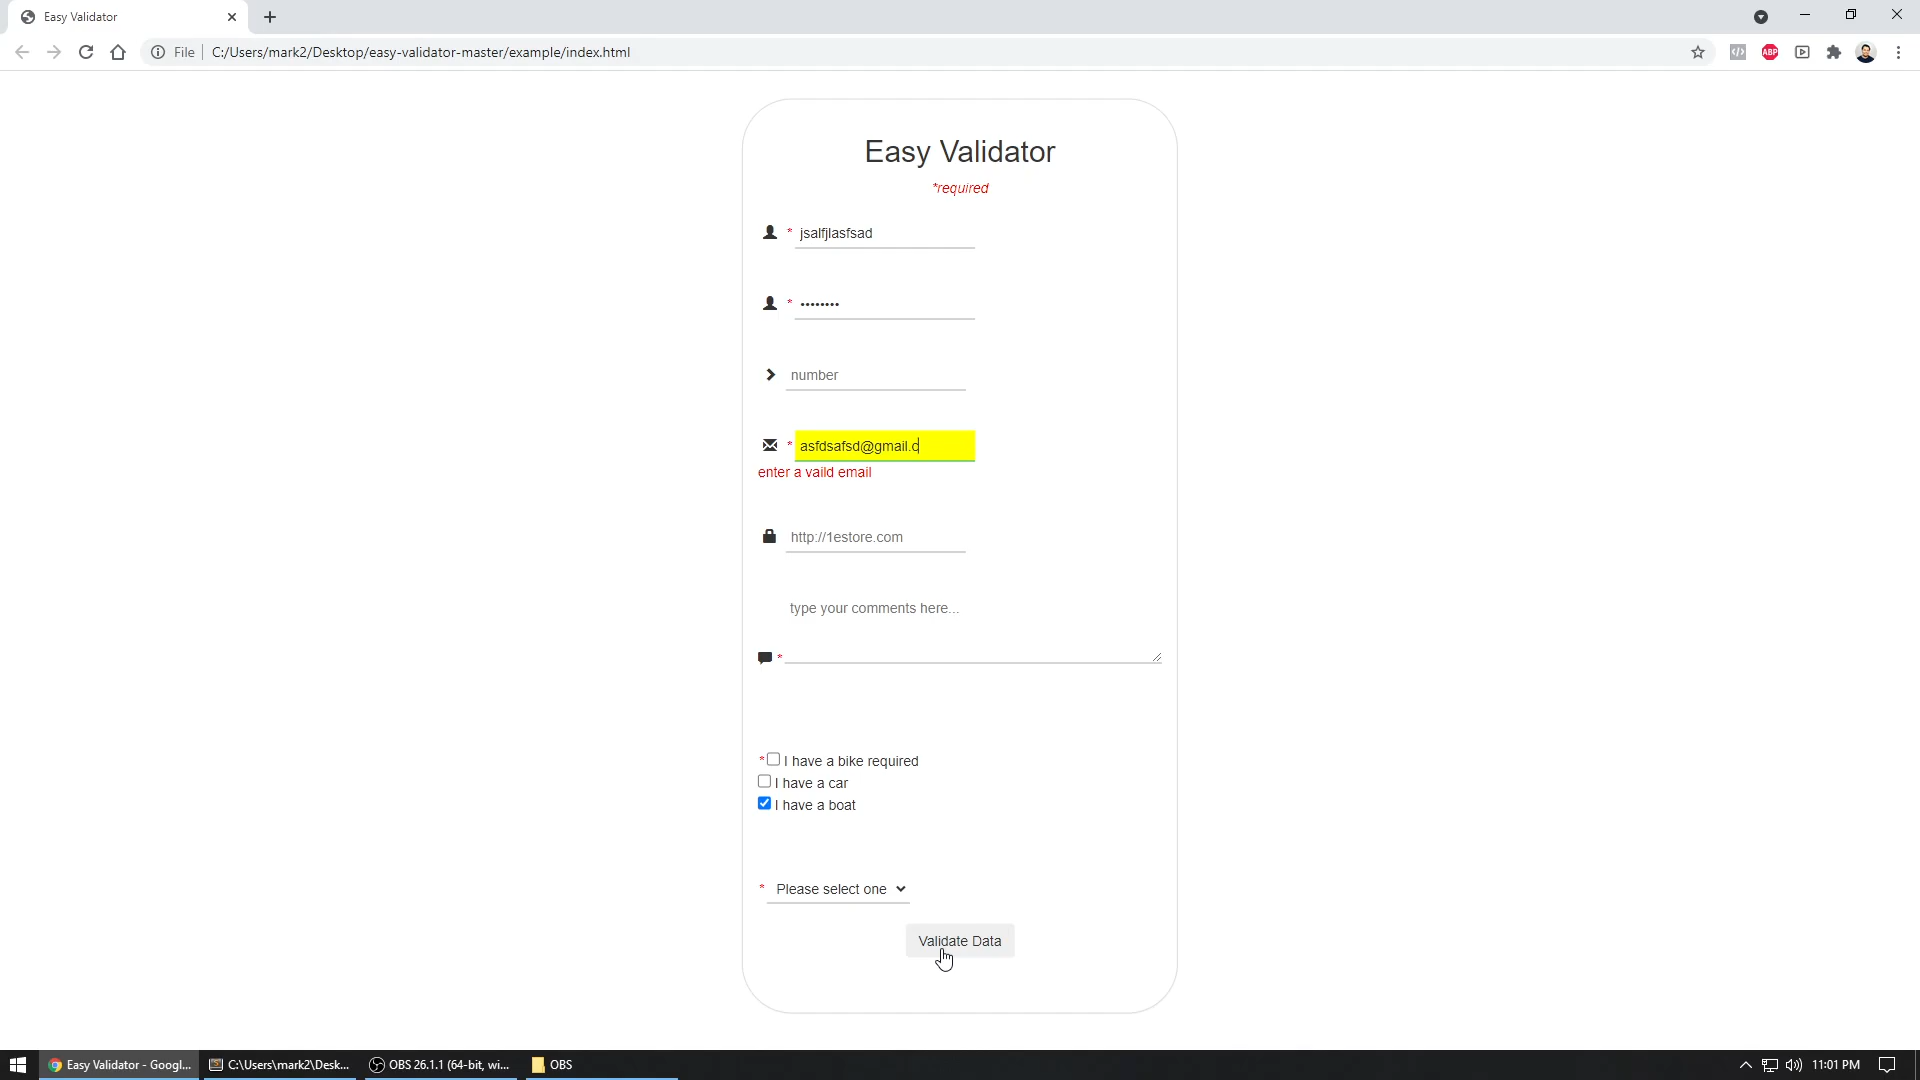 Easy Validator
File
C:/Users/mark2/Desktop/easy-validator-master/example/index.html
ABP
Easy Validator
*required
* jsalfjlasfsad
* ••••••••
number
* asfdsafsd@gmail.c
enter a vaild email
http://1estore.com
type your comments here...
*
* I have a bike required
I have a car
I have a boat
* Please select one
Validate Data
Easy Validator - Googl...
C:\Users\mark2\Desk...
OBS 26.1.1 (64-bit, wi...
OBS
11:01 PM